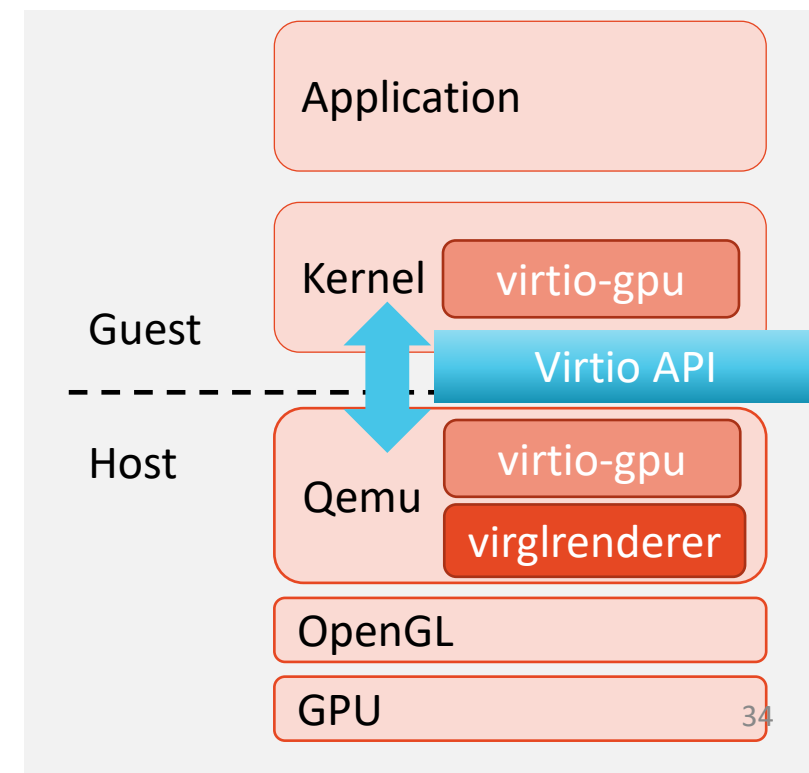 Application
Kernel
virtio-gpu
Guest
Virtio API
Host
virtio-gpu
Qemu
virglrenderer
OpenGL
GPU
34